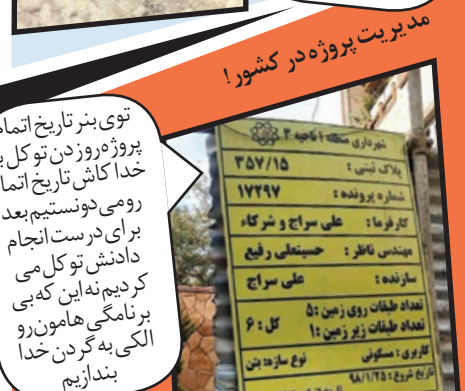 مدیریت پروژه در کشور!
توی بنر تاریخ اتمام
پروژه روزدن توکل ب
خدا کاش تاریخ اتما
رو می دونستیم بعد
برای درست انجام
دادنش توکل می
کردیم نه این که بی
برنامگی هامون رو
الکی به گردن خدا
بندازیم
شهرداری منطقه ۱ ناحیه ۳
پلاک ثبتی : ۳۵۷/۱۵
شماره پرونده : ۱۷۲۹۷
کارفرما : علی سراج و شرکاء
مهندس ناظر : حسینعلی رفیع
سازنده : علی سراج
تعداد طبقات روی زمین :۵
تعداد طبقات زیر زمین :۱
کل : ۶
کاربری : مسکونی نوع سازه: بتن
تاریخ شروع : ۹۸/۱/۲۵